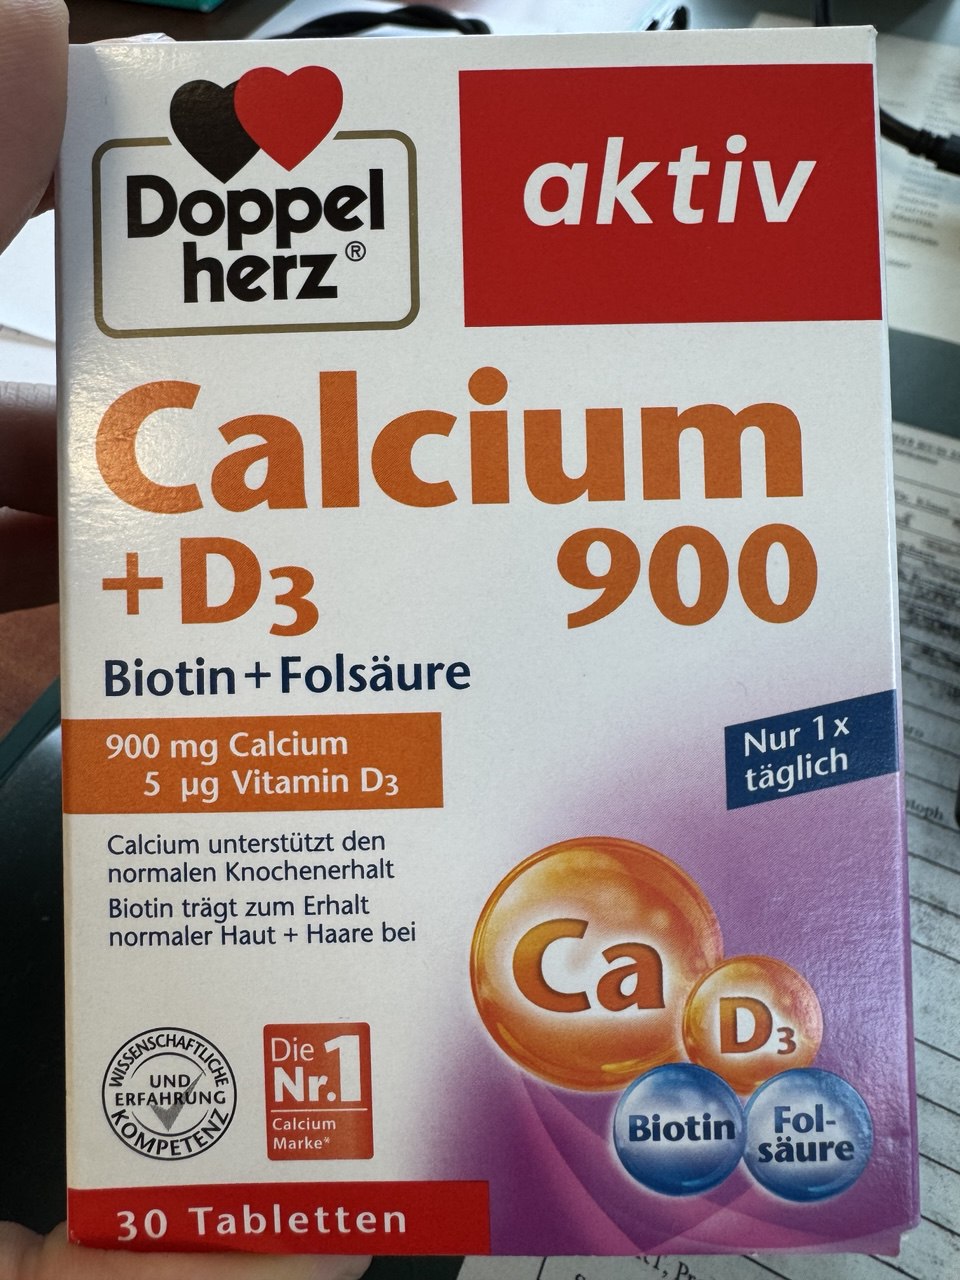 Doppel
herz®
aktiv
Calcium
+D3 900
Biotin+Folsäure
900 mg Calcium
5 µg Vitamin D3
Nur 1x
täglich
Calcium unterstützt den
normalen Knochenerhalt
Biotin trägt zum Erhalt
normaler Haut + Haare bei
Ca
D3
Biotin
Fol-
säure
WISSENSCHAFTLICHE
UND
ERFAHRUNG
KOMPETENZ
Die
Nr.1
Calcium
Marke*
30 Tabletten